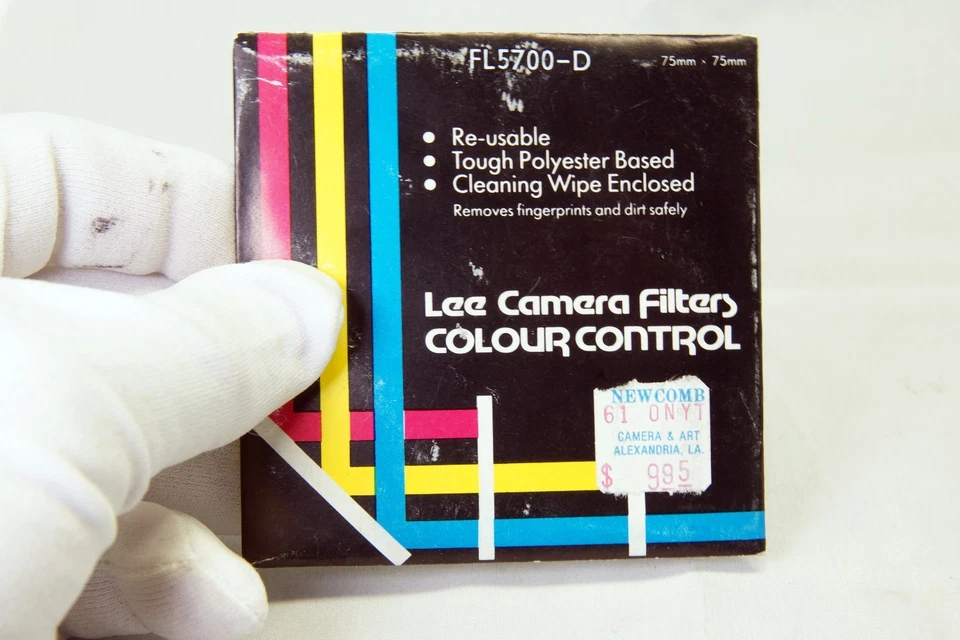 FL5700-D
75mm x 75mm
• Re-usable
• Tough Polyester Based
• Cleaning Wipe Enclosed
Removes fingerprints and dirt safely
Lee Camera Filters
COLOUR CONTROL
NEWCOMB
61 ONYT
CAMERA & ART
ALEXANDRIA, LA.
$ 995